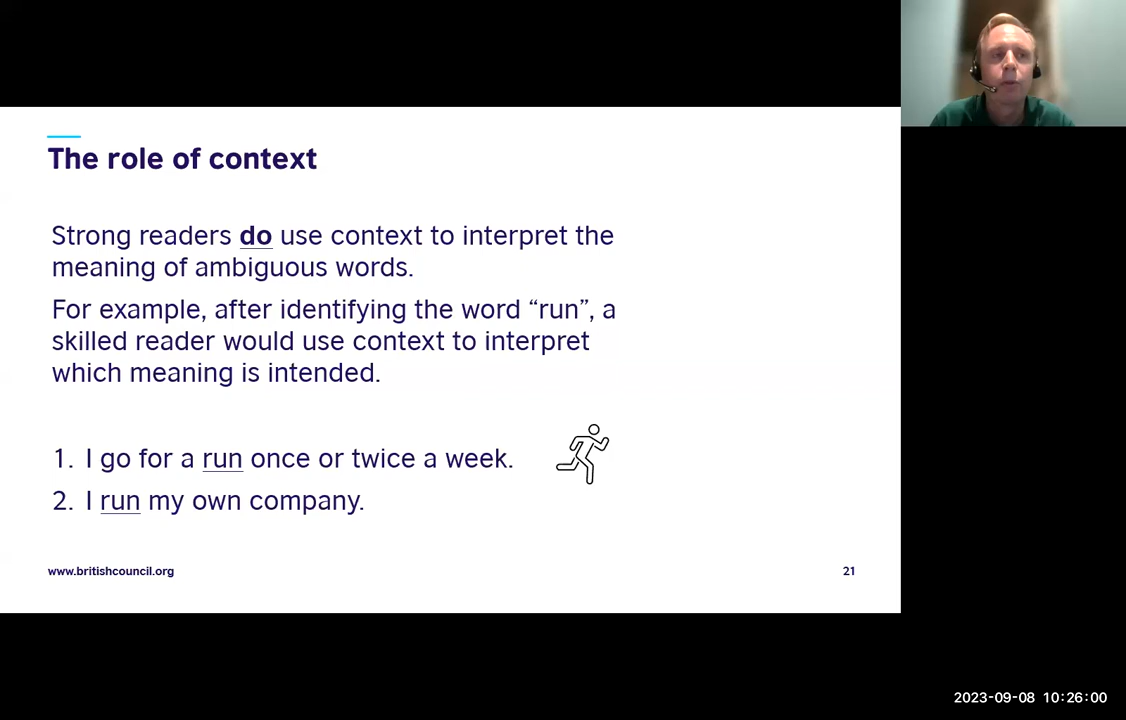 The role of context
Strong readers do use context to interpret the
meaning of ambiguous words.
For example, after identifying the word “run”, a
skilled reader would use context to interpret
which meaning is intended.
1. I go for a run once or twice a week.
2. I run my own company.
www.britishcouncil.org
21
2023-09-08 10:26:00